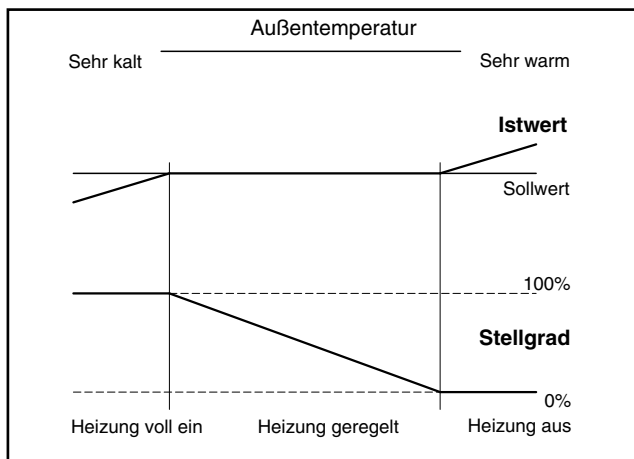 Außentemperatur
Sehr kalt
Sehr warm
Istwert
Sollwert
100%
Stellgrad
0%
Heizung voll ein
Heizung geregelt
Heizung aus